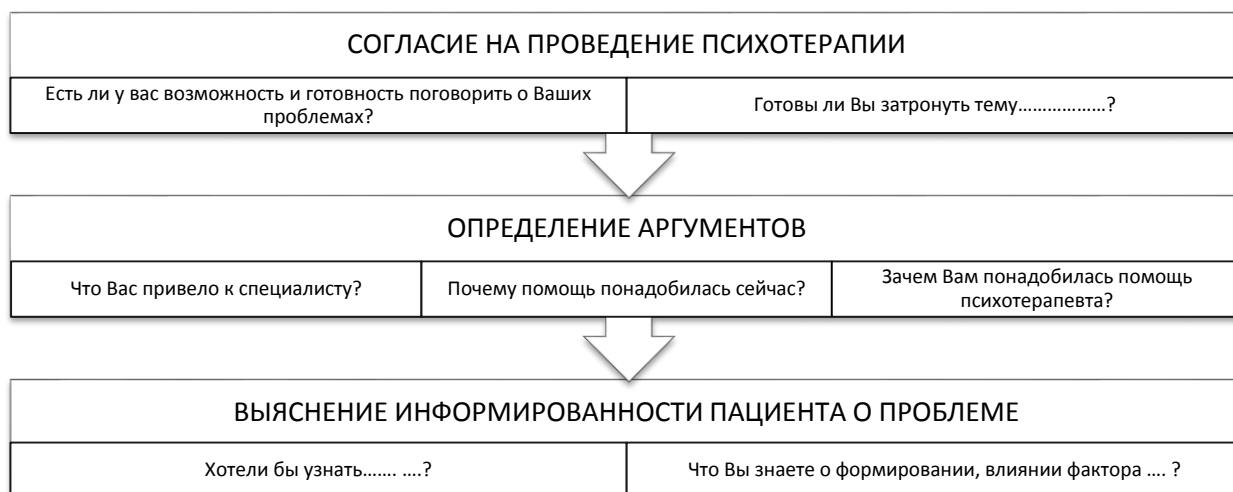 СОГЛАСИЕ НА ПРОВЕДЕНИЕ ПСИХОТЕРАПИИ
Есть ли у вас возможность и готовность поговорить о Ваших
проблемах?
Готовы ли Вы затронуть тему………………?
ОПРЕДЕЛЕНИЕ АРГУМЕНТОВ
Что Вас привело к специалисту?
Почему помощь понадобилась сейчас?
Зачем Вам понадобилась помощь
психотерапевта?
ВЫЯСНЕНИЕ ИНФОРМИРОВАННОСТИ ПАЦИЕНТА О ПРОБЛЕМЕ
Хотели бы узнать……. ….?
Что Вы знаете о формировании, влиянии фактора …. ?